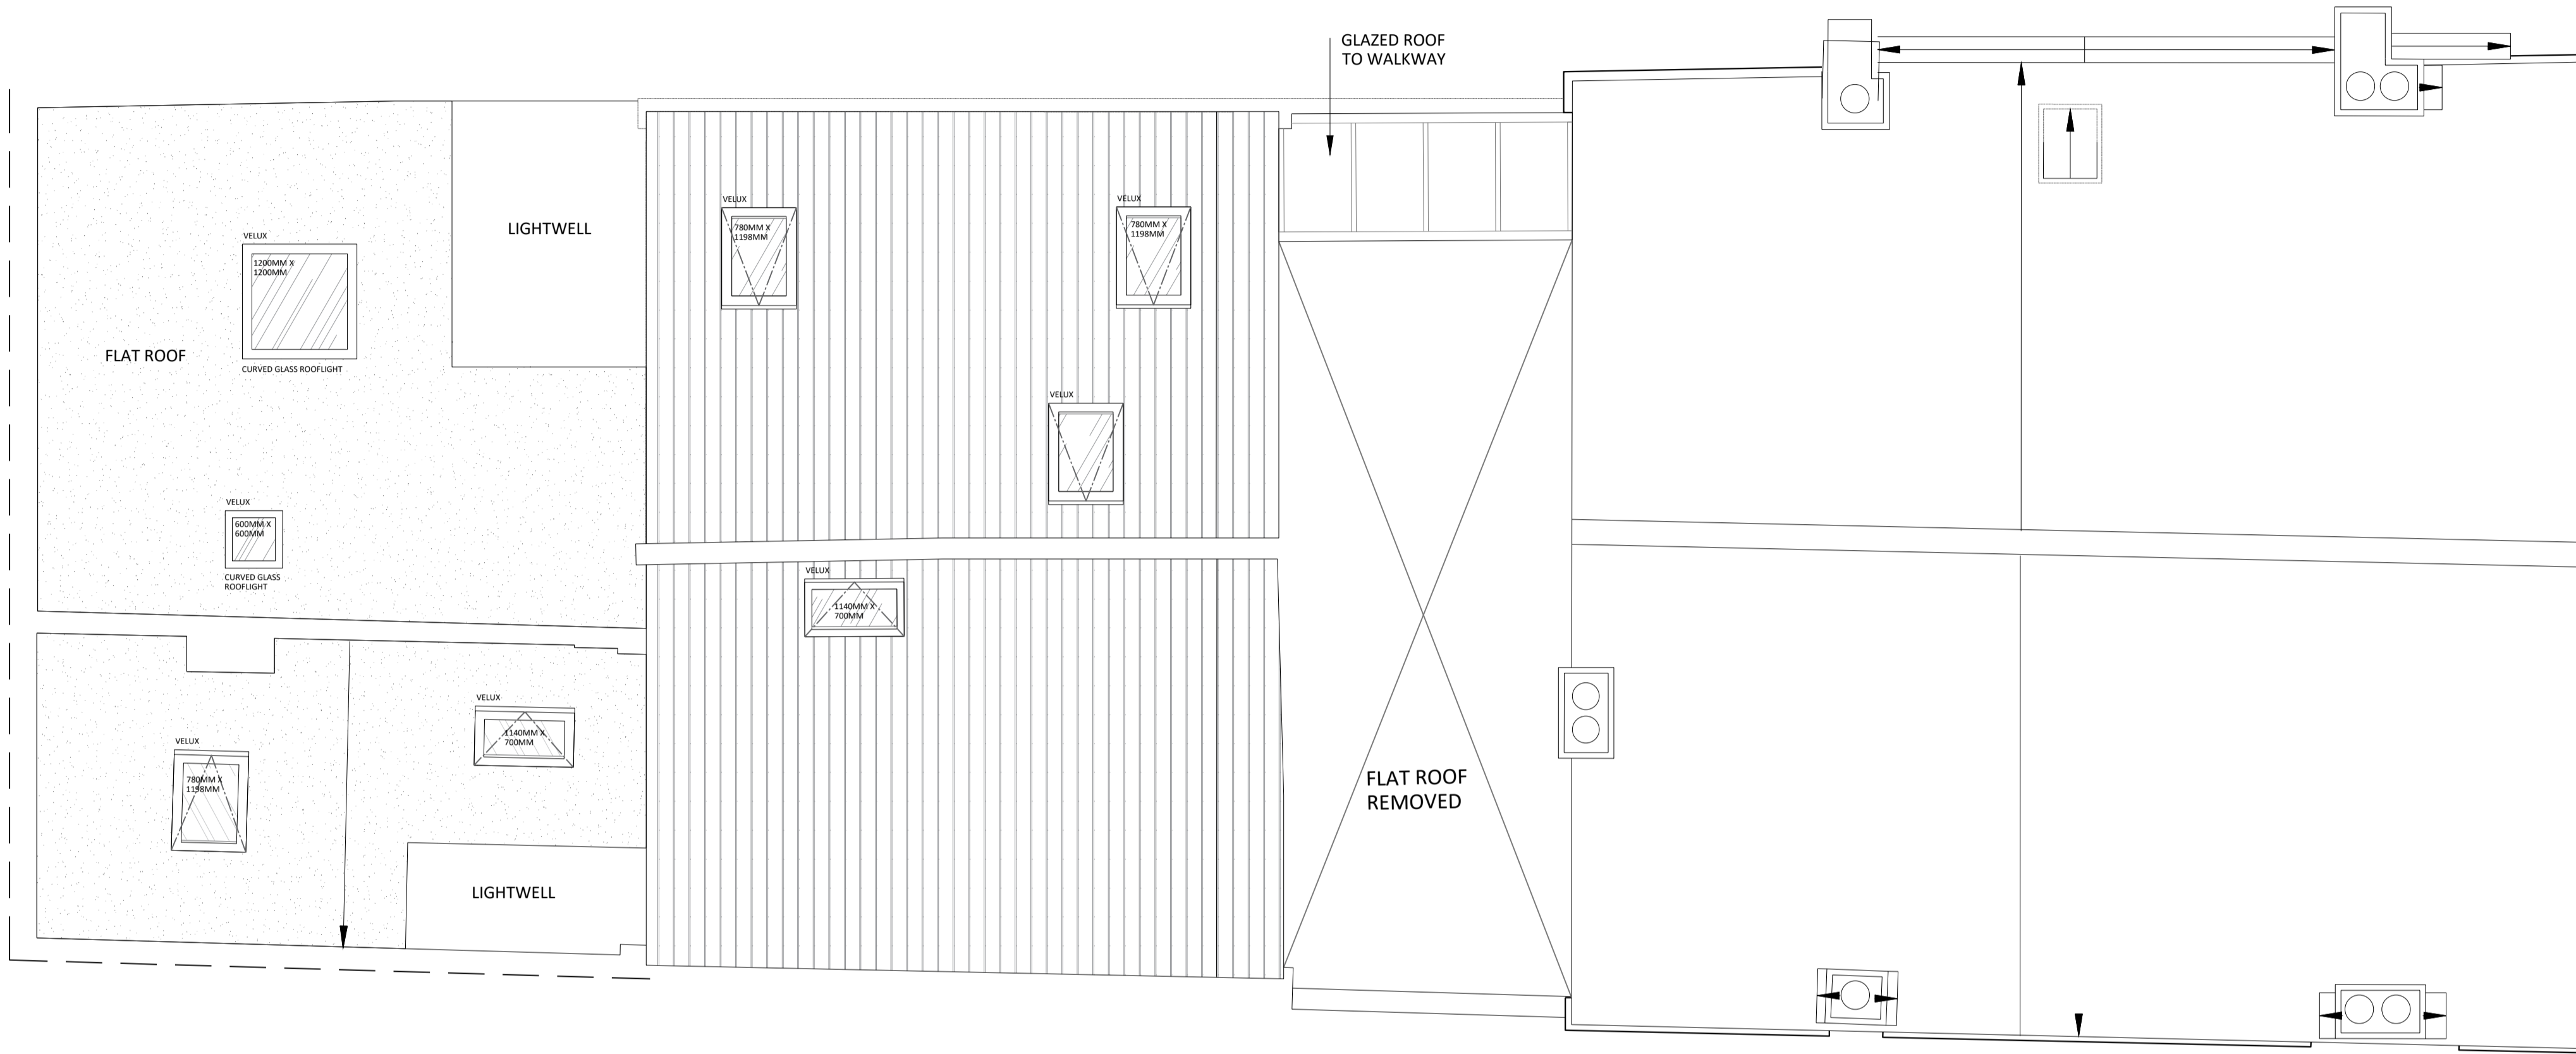 GLAZED ROOF
TO WALKWAY
LIGHTWELL
VELUX
780MM X
1198MM
VELUX
780MM X
1198MM
VELUX
1200MM X
1200MM
CURVED GLASS ROOFLIGHT
FLAT ROOF
VELUX
VELUX
600MM X
600MM
CURVED GLASS
ROOFLIGHT
VELUX
1140MM X
700MM
VELUX
1140MM X
700MM
VELUX
780MM X
1198MM
FLAT ROOF
REMOVED
LIGHTWELL